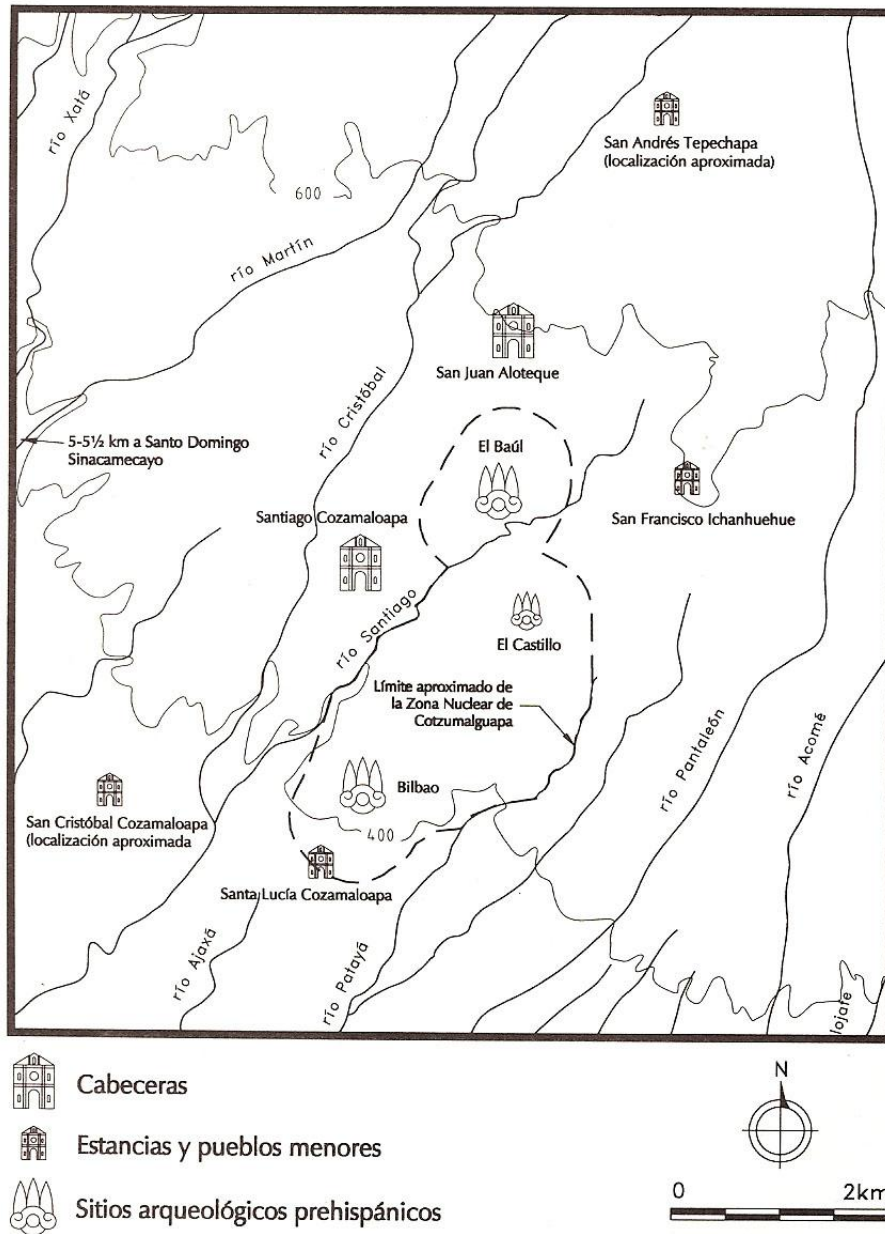 río Xatá
San Andrés Tepechapa
(localización aproximada)
600
río Martín
San Juan Aloteque
río Cristóbal
5-5½ km a Santo Domingo
Sinacamecayo
El Baúl
Santiago Cozamaloapa
San Francisco Ichanhuehue
río Santiago
El Castillo
Límite aproximado de
la Zona Nuclear de
Cotzumalguapa
río Pantaleón
río Acomé
Bilbao
San Cristóbal Cozamaloapa
(localización aproximada
400
Santa Lucía Cozamaloapa
río Ajaxá
río Patayá
lojafe
Cabeceras
Estancias y pueblos menores
Sitios arqueológicos prehispánicos
N
0 2km